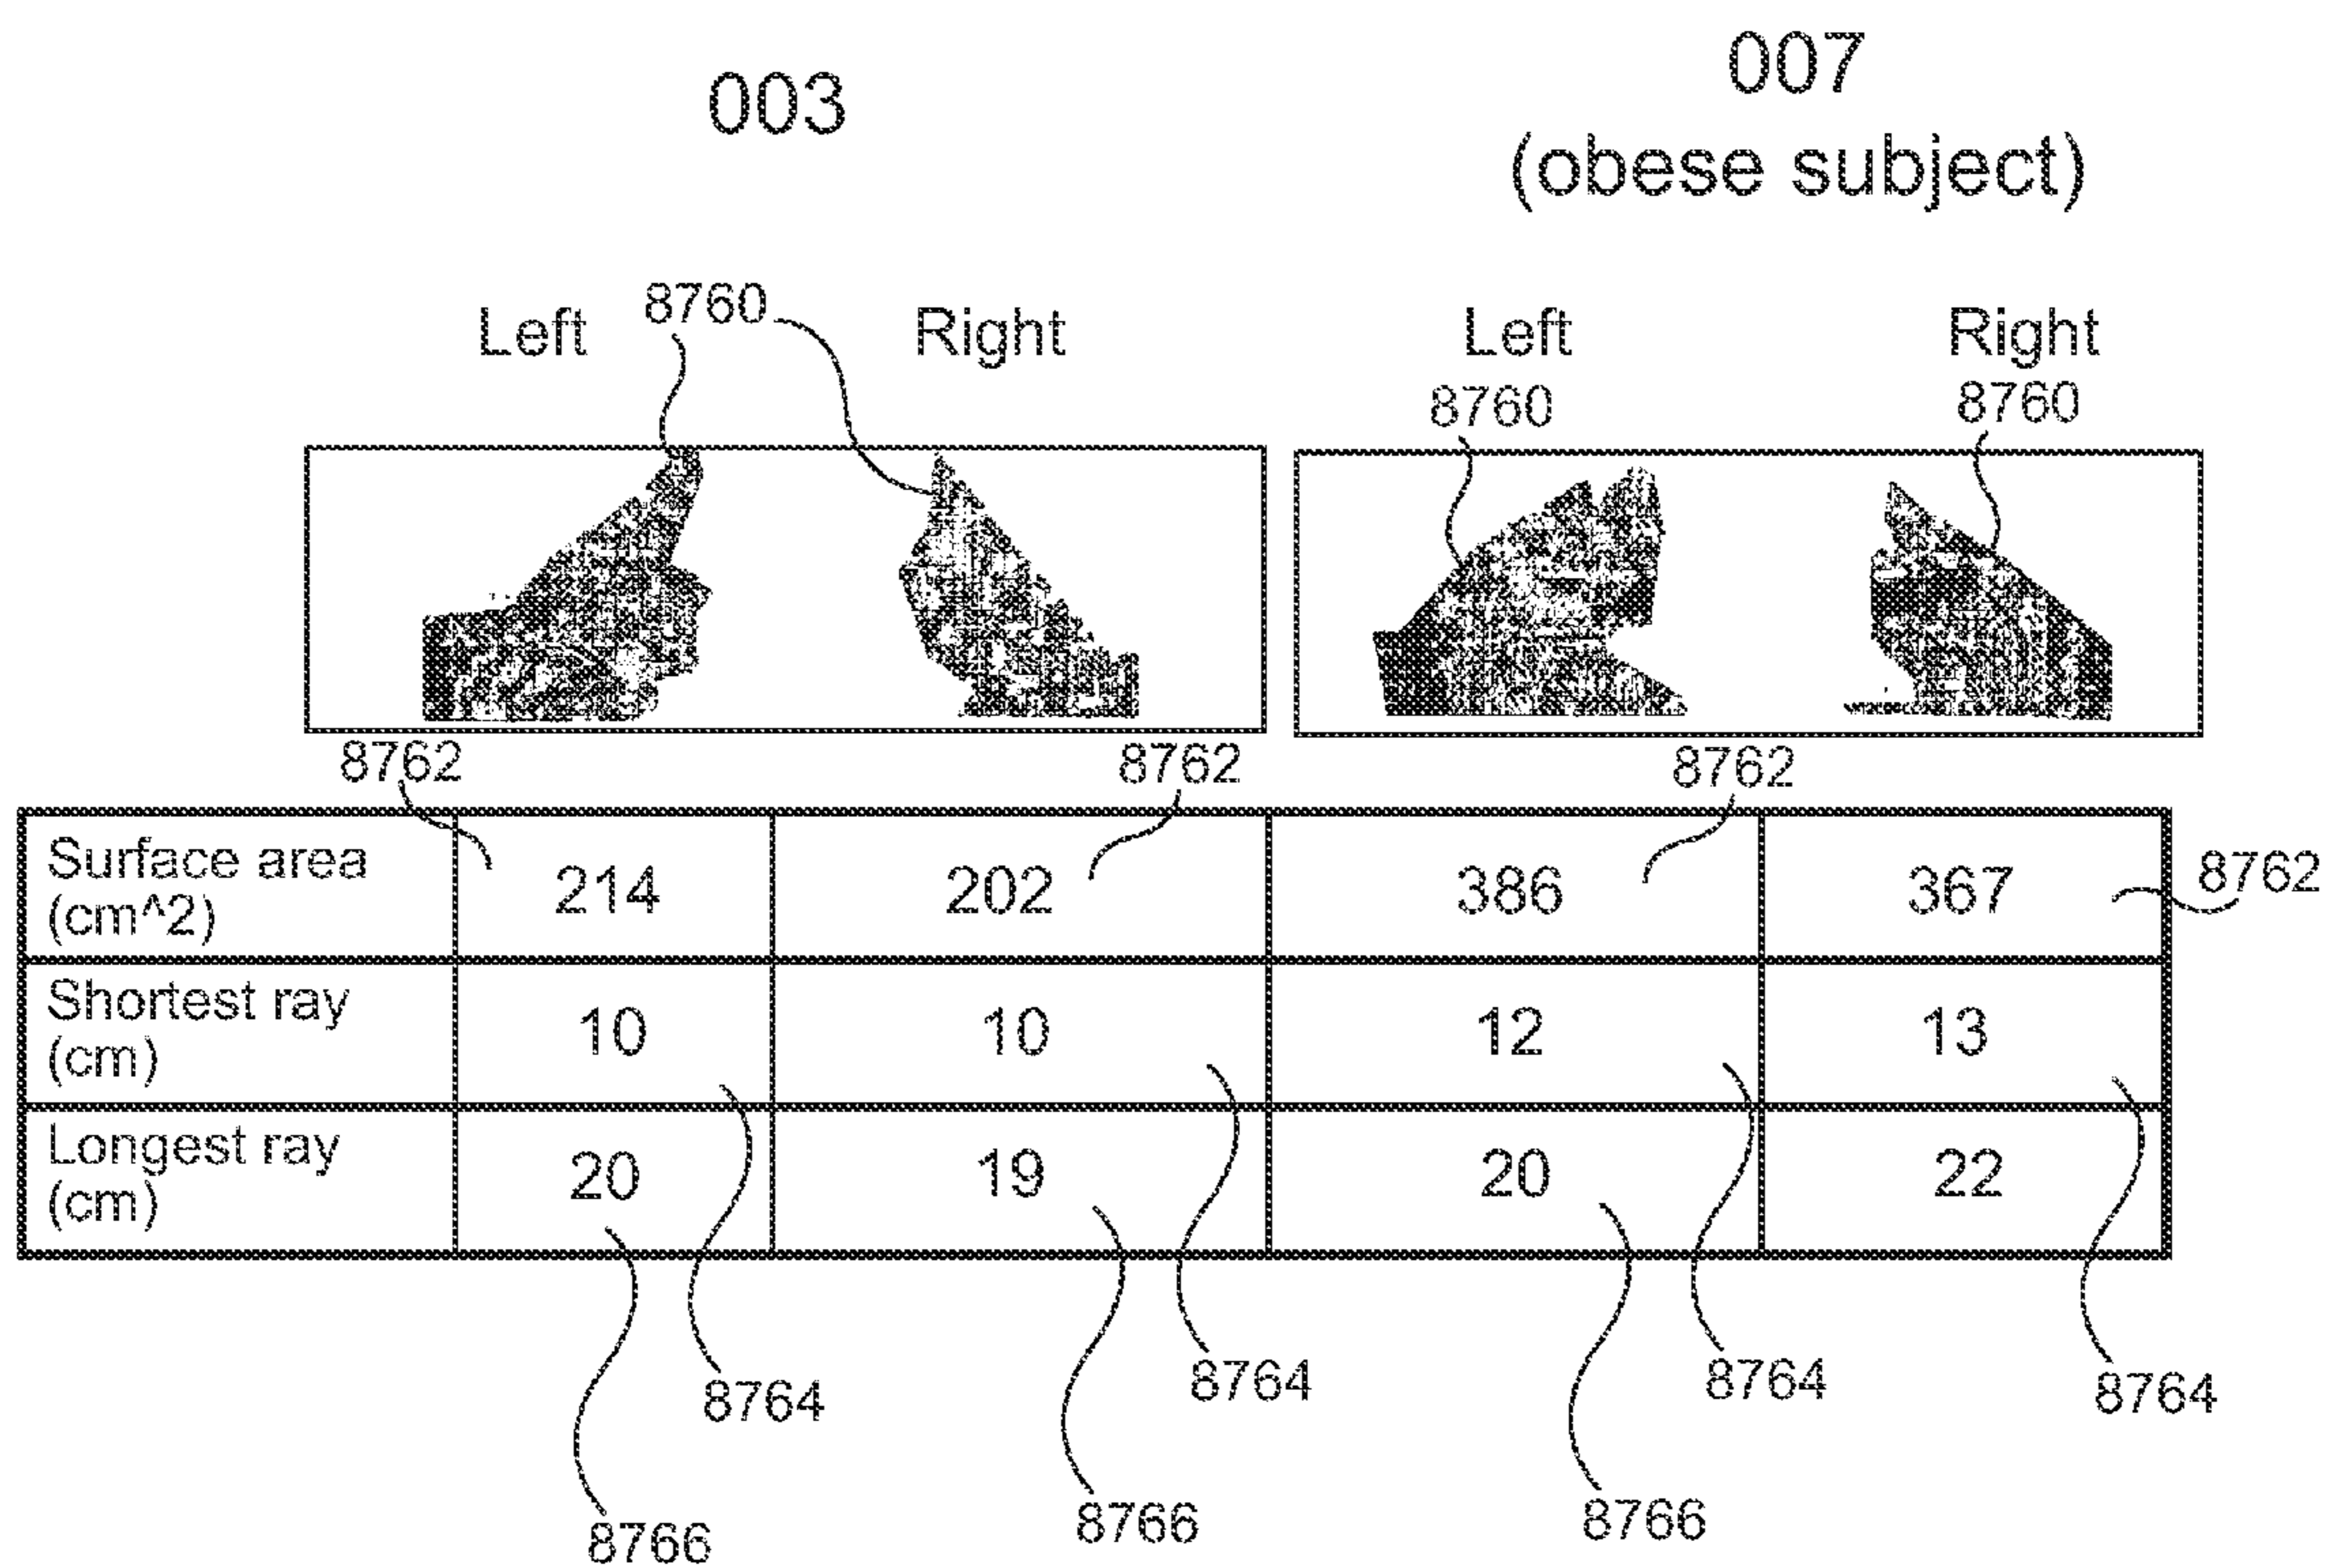 003
007
(obese subject)
Left
8760
Right
Left
8760
Right
8760
8762
8762
8762
Surface area
(cm^2)
214
202
386
367
8762
Shortest ray
(cm)
10
10
12
13
Longest ray
(cm)
20
19
20
22
8764
8764
8764
8764
8766
8766
8766